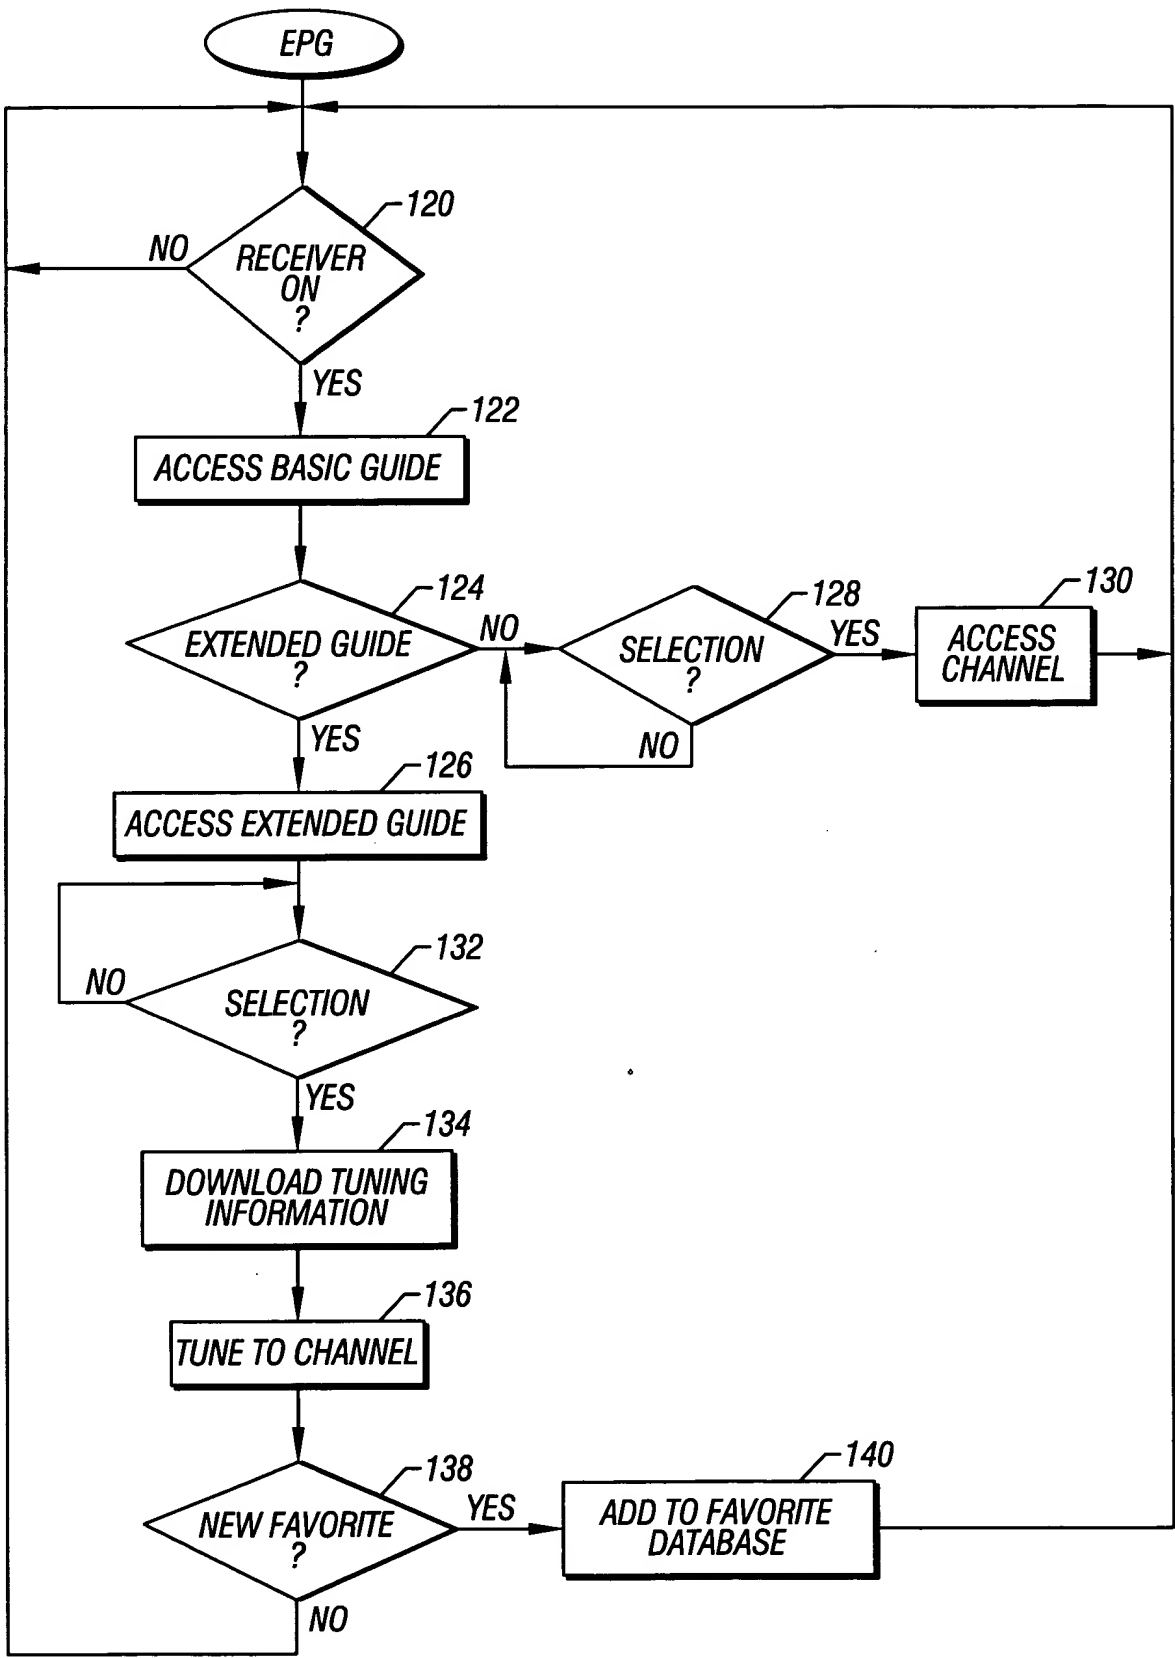 EPG
120
NO
RECEIVER
ON
?
YES
122
ACCESS BASIC GUIDE
124
EXTENDED GUIDE
?
NO
128
SELECTION
?
YES
130
ACCESS
CHANNEL
NO
YES
126
ACCESS EXTENDED GUIDE
132
NO
SELECTION
?
YES
134
DOWNLOAD TUNING
INFORMATION
136
TUNE TO CHANNEL
138
NEW FAVORITE
?
YES
140
ADD TO FAVORITE
DATABASE
NO